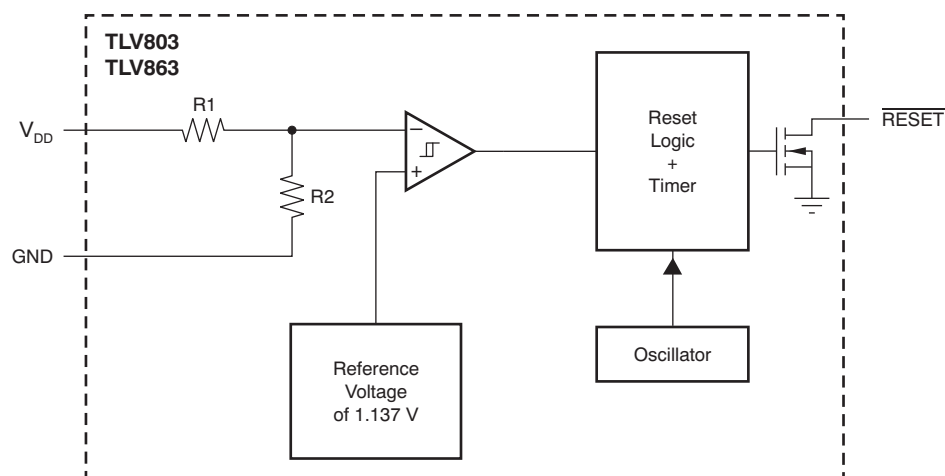 TLV803
TLV863
R1
V_DD
−
+
R2
GND
Reset
Logic
+
Timer
RESET
Reference
Voltage
of 1.137 V
Oscillator